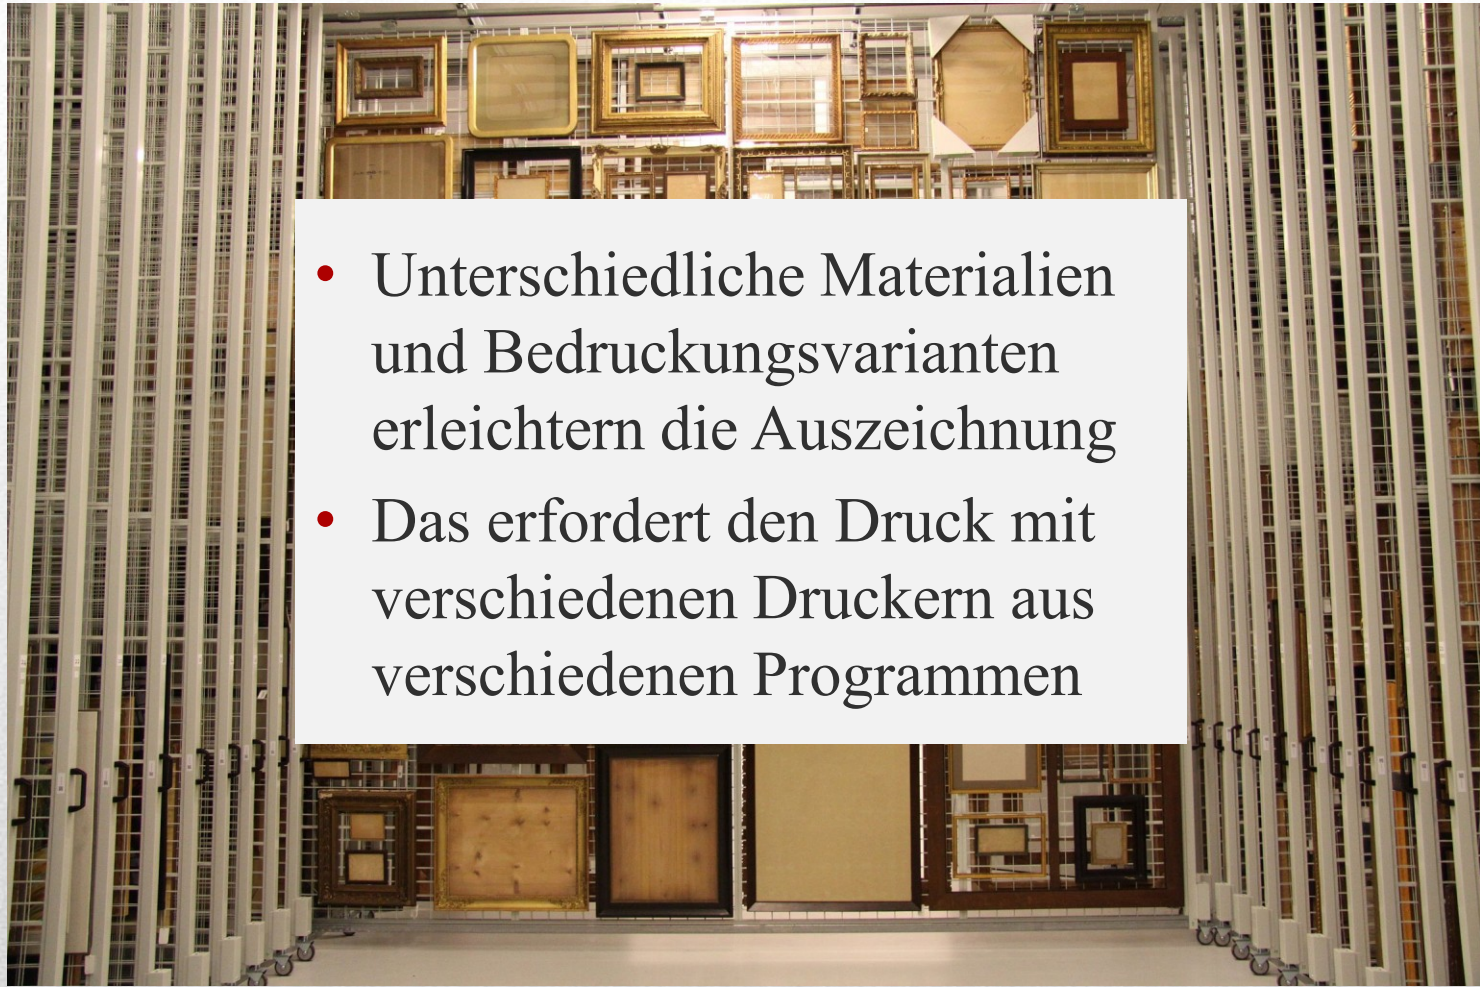 • Unterschiedliche Materialien
und Bedruckungsvarianten
erleichtern die Auszeichnung
• Das erfordert den Druck mit
verschiedenen Druckern aus
verschiedenen Programmen